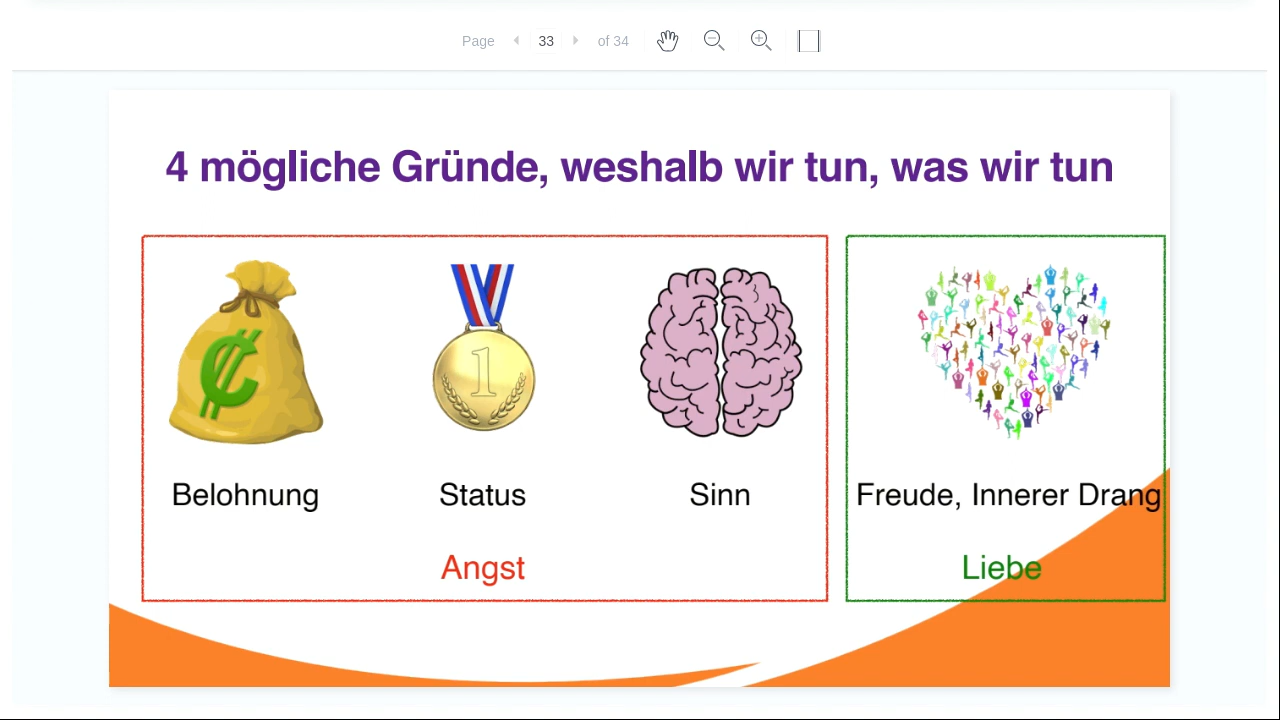 Page 33 of 34
4 mögliche Gründe, weshalb wir tun, was wir tun
1
Belohnung Status Sinn Freude, Innerer Drang
Angst Liebe